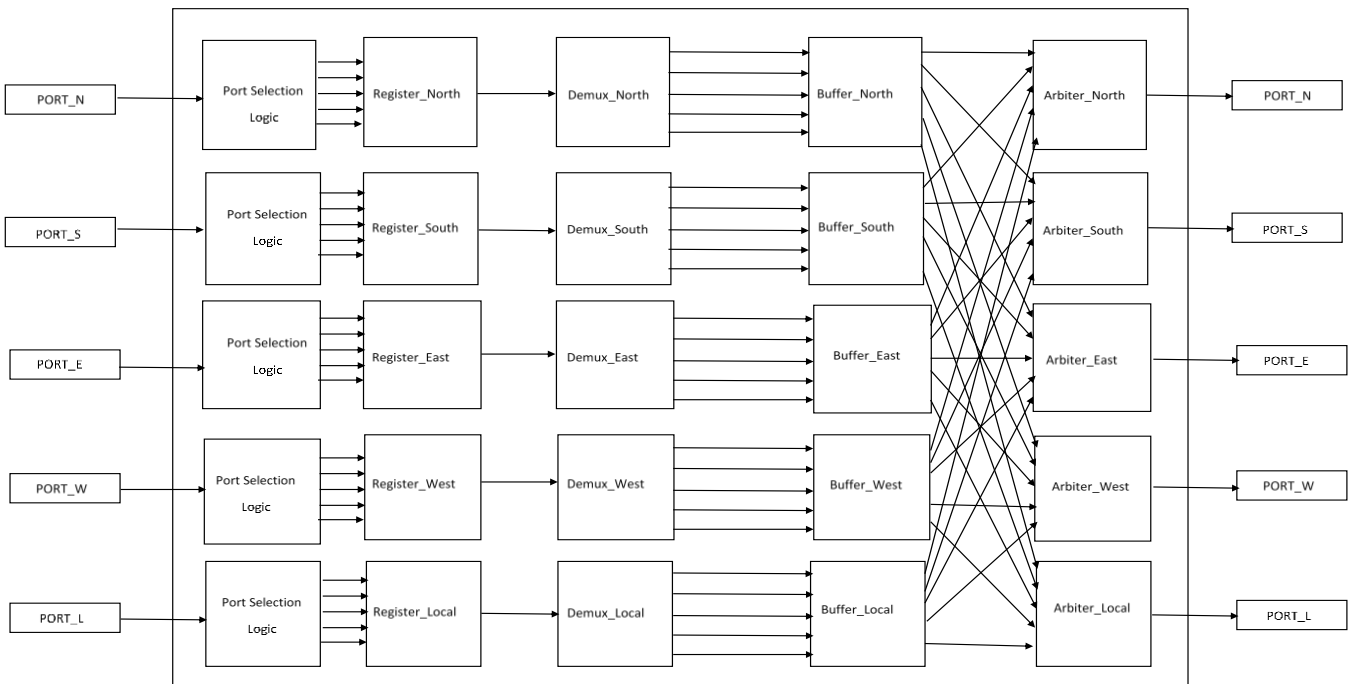 PORT_N
Port Selection
Logic
Register_North
Demux_North
Buffer_North
Arbiter_North
PORT_N
PORT_S
Port Selection
Logic
Register_South
Demux_South
Buffer_South
Arbiter_South
PORT_S
PORT_E
Port Selection
Logic
Register_East
Demux_East
Buffer_East
Arbiter_East
PORT_E
PORT_W
Port Selection
Logic
Register_West
Demux_West
Buffer_West
Arbiter_West
PORT_W
PORT_L
Port Selection
Logic
Register_Local
Demux_Local
Buffer_Local
Arbiter_Local
PORT_L